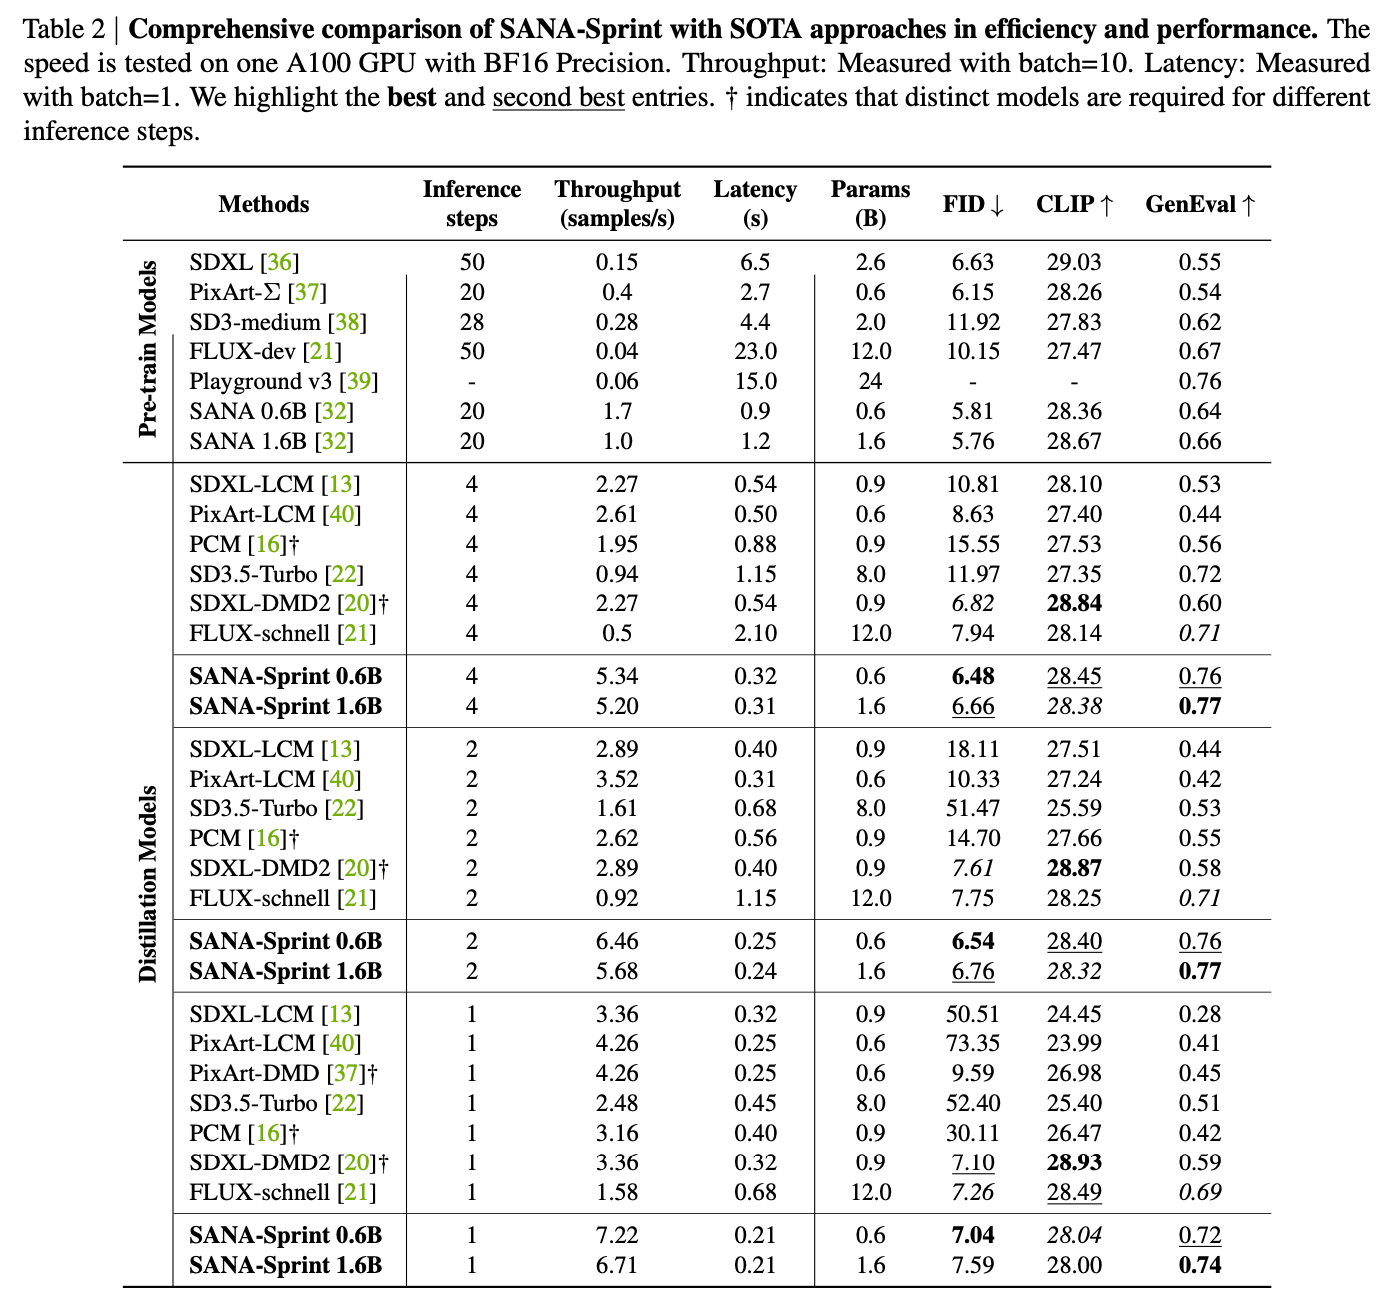 Table 2 | Comprehensive comparison of SANA-Sprint with SOTA approaches in efficiency and performance. The
speed is tested on one A100 GPU with BF16 Precision. Throughput: Measured with batch=10. Latency: Measured
with batch=1. We highlight the best and second best entries. † indicates that distinct models are required for different
inference steps.
Methods Inference steps Throughput (samples/s) Latency (s) Params (B) FID ↓ CLIP ↑ GenEval ↑
Pre-train Models
SDXL [36] 50 0.15 6.5 2.6 6.63 29.03 0.55
PixArt-Σ [37] 20 0.4 2.7 0.6 6.15 28.26 0.54
SD3-medium [38] 28 0.28 4.4 2.0 11.92 27.83 0.62
FLUX-dev [21] 50 0.04 23.0 12.0 10.15 27.47 0.67
Playground v3 [39] - 0.06 15.0 24 - - 0.76
SANA 0.6B [32] 20 1.7 0.9 0.6 5.81 28.36 0.64
SANA 1.6B [32] 20 1.0 1.2 1.6 5.76 28.67 0.66
Distillation Models
SDXL-LCM [13] 4 2.27 0.54 0.9 10.81 28.10 0.53
PixArt-LCM [40] 4 2.61 0.50 0.6 8.63 27.40 0.44
PCM [16]† 4 1.95 0.88 0.9 15.55 27.53 0.56
SD3.5-Turbo [22] 4 0.94 1.15 8.0 11.97 27.35 0.72
SDXL-DMD2 [20]† 4 2.27 0.54 0.9 6.82 28.84 0.60
FLUX-schnell [21] 4 0.5 2.10 12.0 7.94 28.14 0.71
SANA-Sprint 0.6B 4 5.34 0.32 0.6 6.48 28.45 0.76
SANA-Sprint 1.6B 4 5.20 0.31 1.6 6.66 28.38 0.77
SDXL-LCM [13] 2 2.89 0.40 0.9 18.11 27.51 0.44
PixArt-LCM [40] 2 3.52 0.31 0.6 10.33 27.24 0.42
SD3.5-Turbo [22] 2 1.61 0.68 8.0 51.47 25.59 0.53
PCM [16]† 2 2.62 0.56 0.9 14.70 27.66 0.55
SDXL-DMD2 [20]† 2 2.89 0.40 0.9 7.61 28.87 0.58
FLUX-schnell [21] 2 0.92 1.15 12.0 7.75 28.25 0.71
SANA-Sprint 0.6B 2 6.46 0.25 0.6 6.54 28.40 0.76
SANA-Sprint 1.6B 2 5.68 0.24 1.6 6.76 28.32 0.77
SDXL-LCM [13] 1 3.36 0.32 0.9 50.51 24.45 0.28
PixArt-LCM [40] 1 4.26 0.25 0.6 73.35 23.99 0.41
PixArt-DMD [37]† 1 4.26 0.25 0.6 9.59 26.98 0.45
SD3.5-Turbo [22] 1 2.48 0.45 8.0 52.40 25.40 0.51
PCM [16]† 1 3.16 0.40 0.9 30.11 26.47 0.42
SDXL-DMD2 [20]† 1 3.36 0.32 0.9 7.10 28.93 0.59
FLUX-schnell [21] 1 1.58 0.68 12.0 7.26 28.49 0.69
SANA-Sprint 0.6B 1 7.22 0.21 0.6 7.04 28.04 0.72
SANA-Sprint 1.6B 1 6.71 0.21 1.6 7.59 28.00 0.74